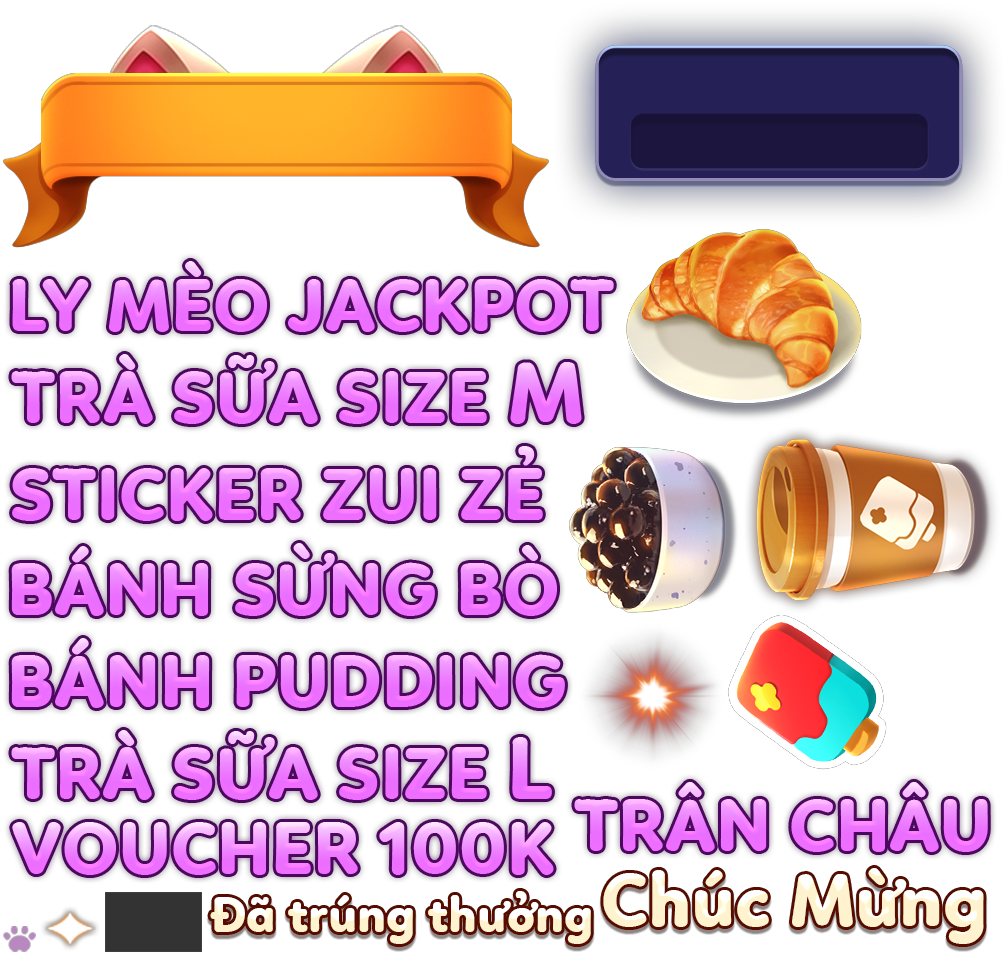 LY MÈO JACKPOT
TRÀ SỮA SIZE M
STICKER ZUI ZẺ
BÁNH SỪNG BÒ
BÁNH PUDDING
TRÀ SỮA SIZE L
VOUCHER 100K
TRÂN CHÂU
Đã trúng thưởng
Chúc Mừng